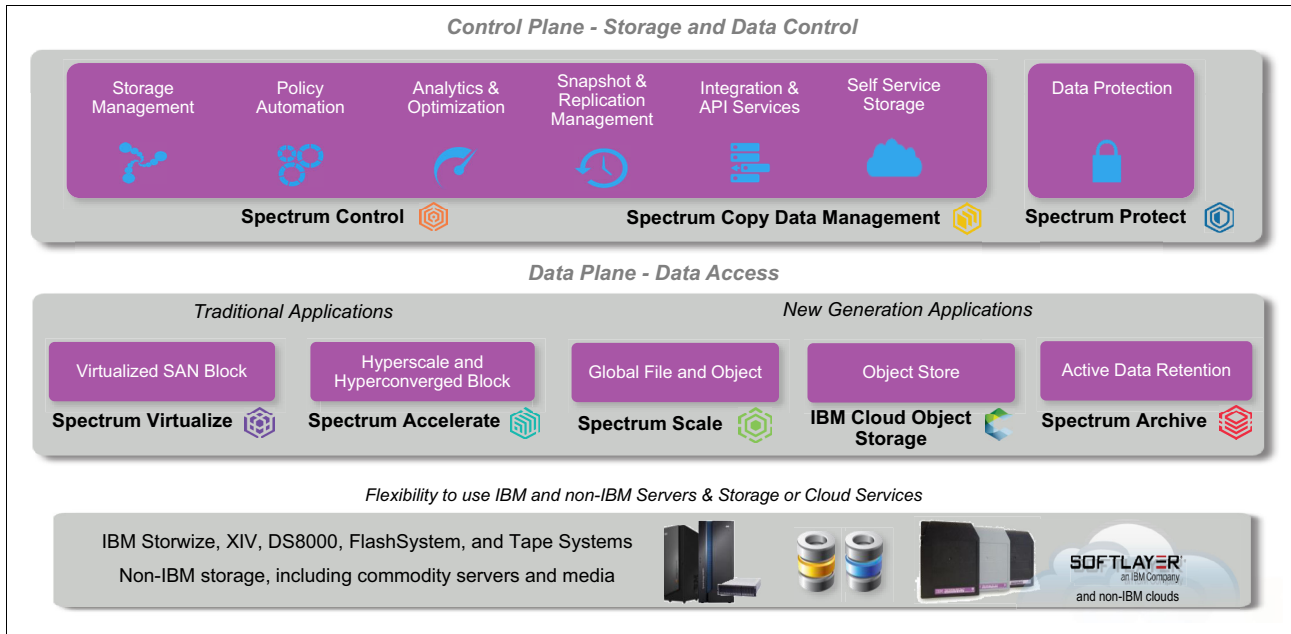 Control Plane - Storage and Data Control
Storage
Management
Policy
Automation
Analytics &
Optimization
Snapshot &
Replication
Management
Integration &
API Services
Self Service
Storage
Data Protection
Spectrum Control
Spectrum Copy Data Management
Spectrum Protect
Data Plane - Data Access
Traditional Applications
New Generation Applications
Virtualized SAN Block
Hyperscale and
Hyperconverged Block
Global File and Object
Object Store
Active Data Retention
Spectrum Virtualize
Spectrum Accelerate
Spectrum Scale
IBM Cloud Object
Storage
Spectrum Archive
Flexibility to use IBM and non-IBM Servers & Storage or Cloud Services
IBM Storwize, XIV, DS8000, FlashSystem, and Tape Systems
Non-IBM storage, including commodity servers and media
SOFTLAYER
an IBM Company
and non-IBM clouds